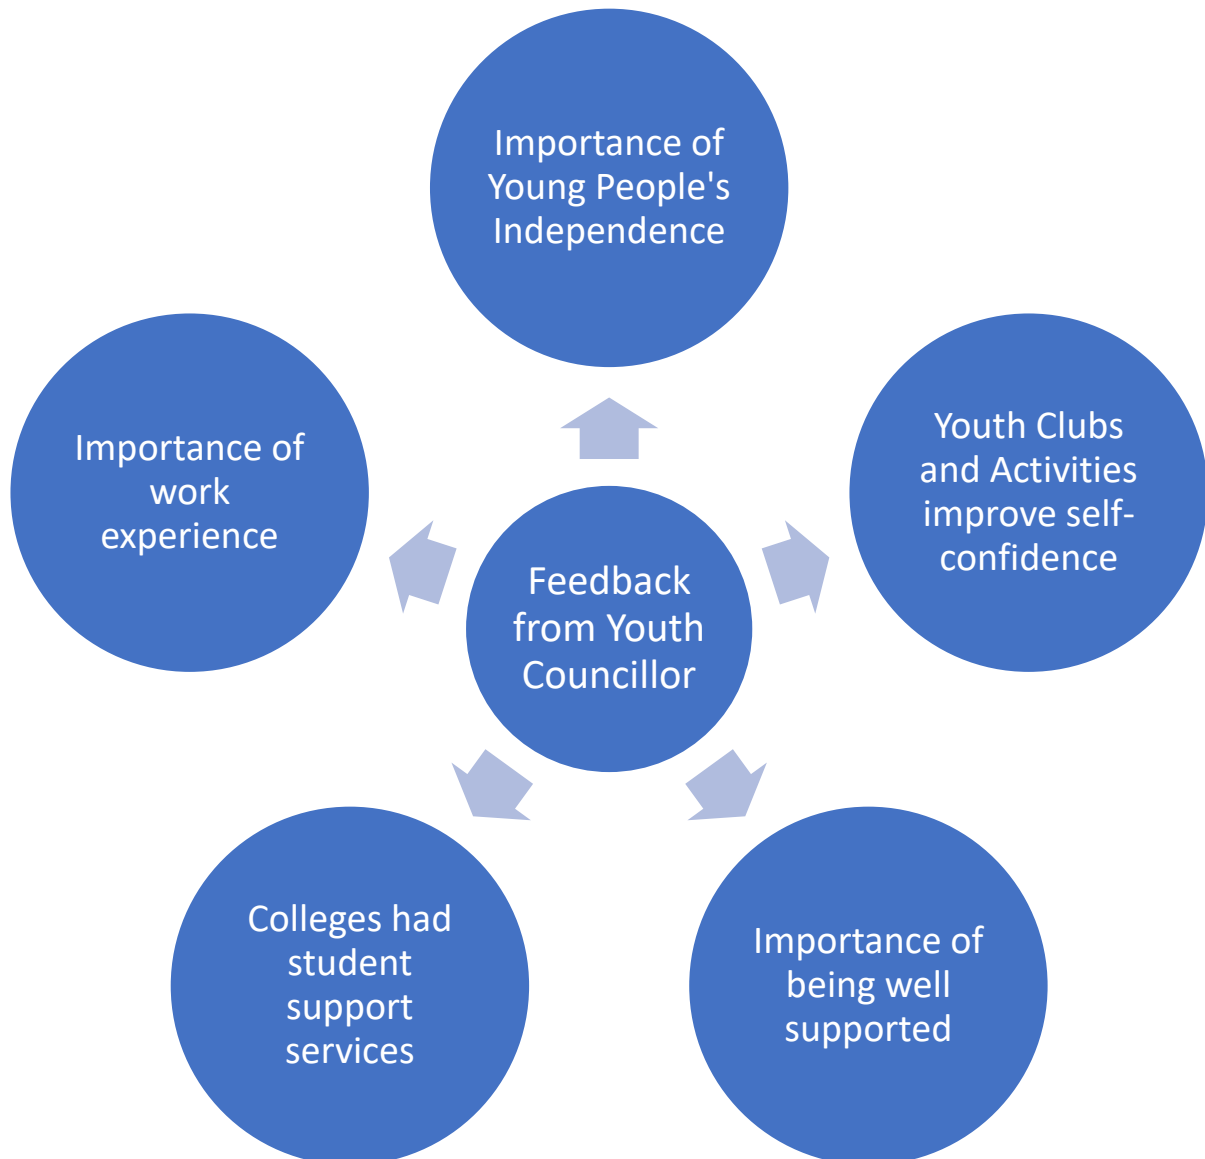 Importance of
Young People's
Independence
Importance of
work
experience
Youth Clubs
and Activities
improve self-
confidence
Feedback
from Youth
Councillor
Colleges had
student
support
services
Importance of
being well
supported